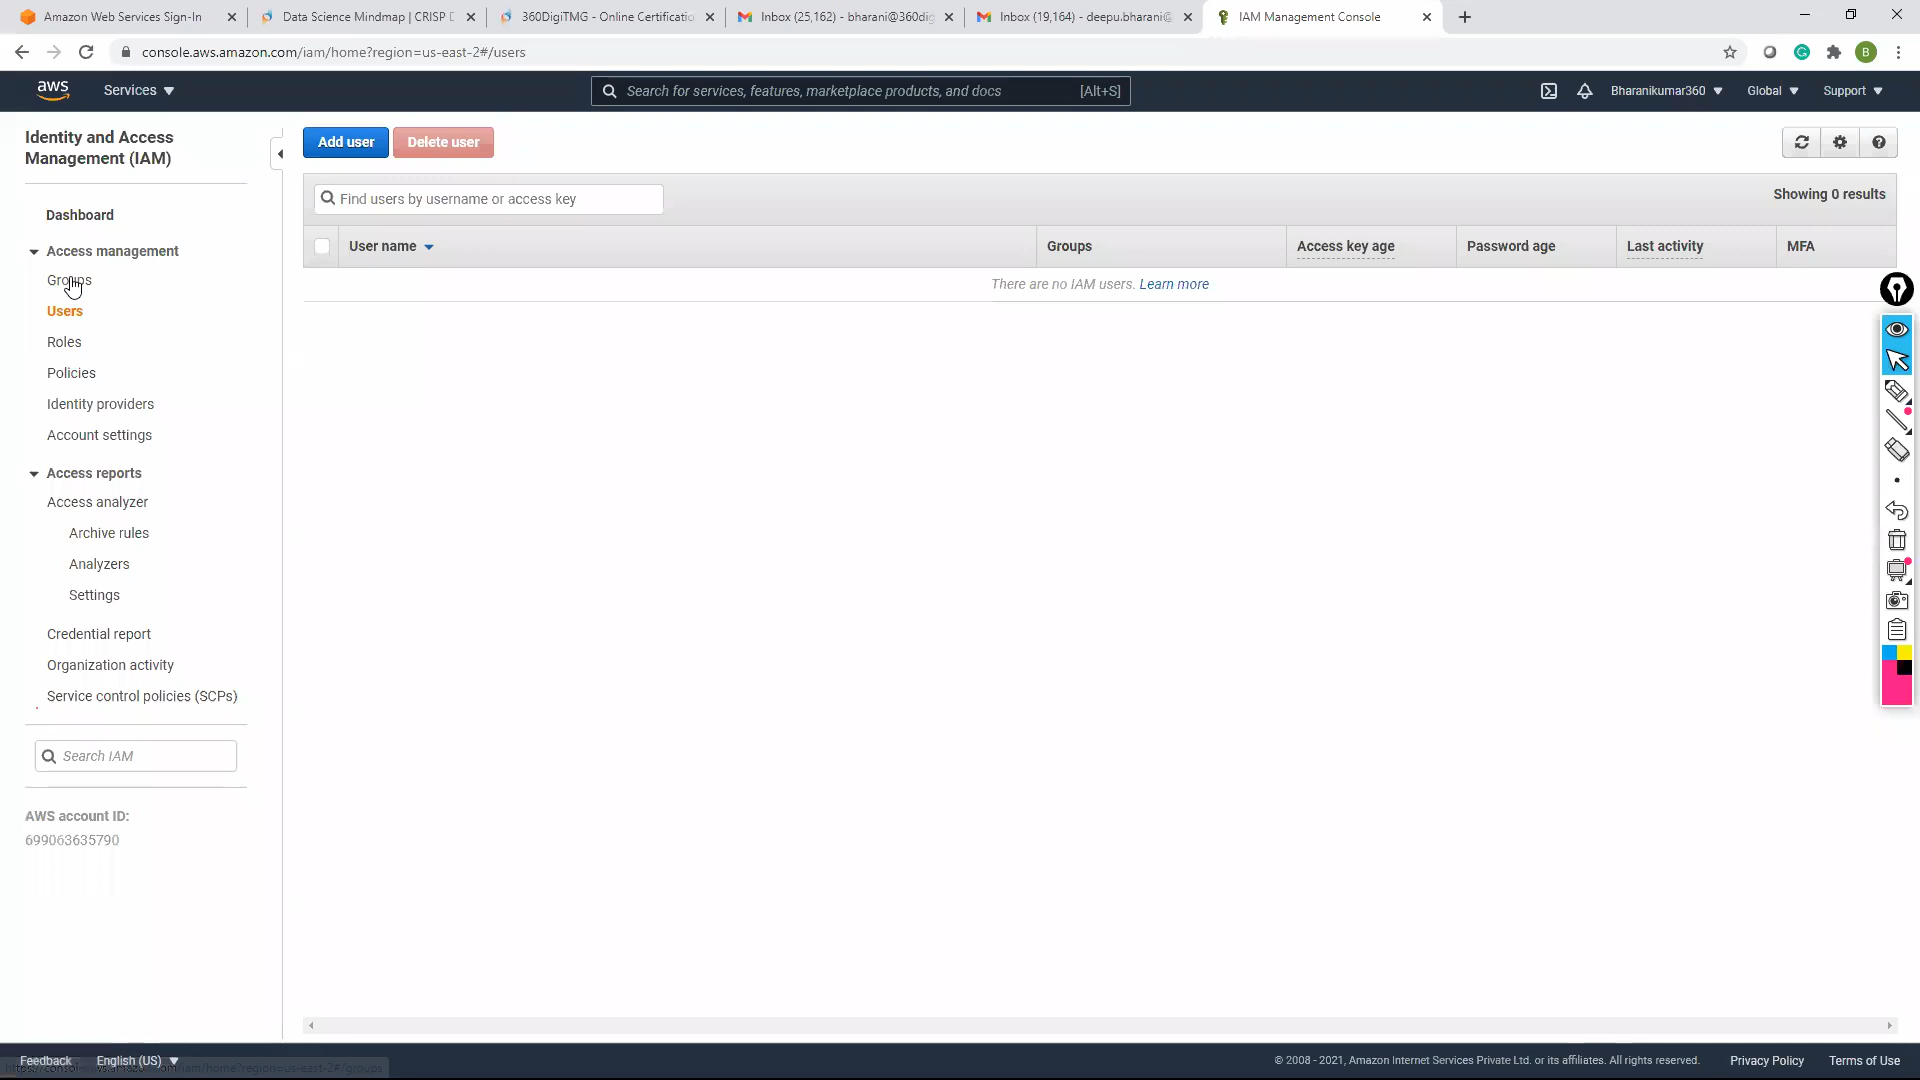 Amazon Web Services Sign-In
Data Science Mindmap | CRISP D
360DigiTMG - Online Certificatio
Inbox (25,162) - bharani@360dig
Inbox (19,164) - deepu.bharani@
IAM Management Console
console.aws.amazon.com/iam/home?region=us-east-2#/users
B
aws
Services
Search for services, features, marketplace products, and docs
[Alt+S]
Bharanikumar360
Global
Support
Identity and Access
Management (IAM)
Dashboard
Access management
Groups
Users
Roles
Policies
Identity providers
Account settings
Access reports
Access analyzer
Archive rules
Analyzers
Settings
Credential report
Organization activity
Service control policies (SCPs)
Search IAM
AWS account ID:
699063635790
Add user
Delete user
Find users by username or access key
Showing 0 results
User name
Groups
Access key age
Password age
Last activity
MFA
There are no IAM users. Learn more
Feedback
English (US)
© 2008 - 2021, Amazon Internet Services Private Ltd. or its affiliates. All rights reserved.
Privacy Policy
Terms of Use